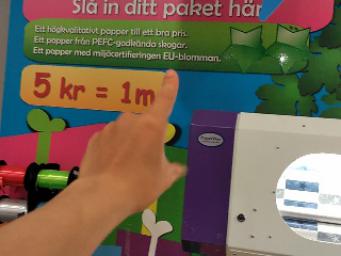 Slå in ditt paket här
Ett högkvalitativt papper till ett bra pris.
Ett papper från PEFC-godkända skogar.
Ett papper med miljöcertifieringen EU-blomman.
5 kr = 1m